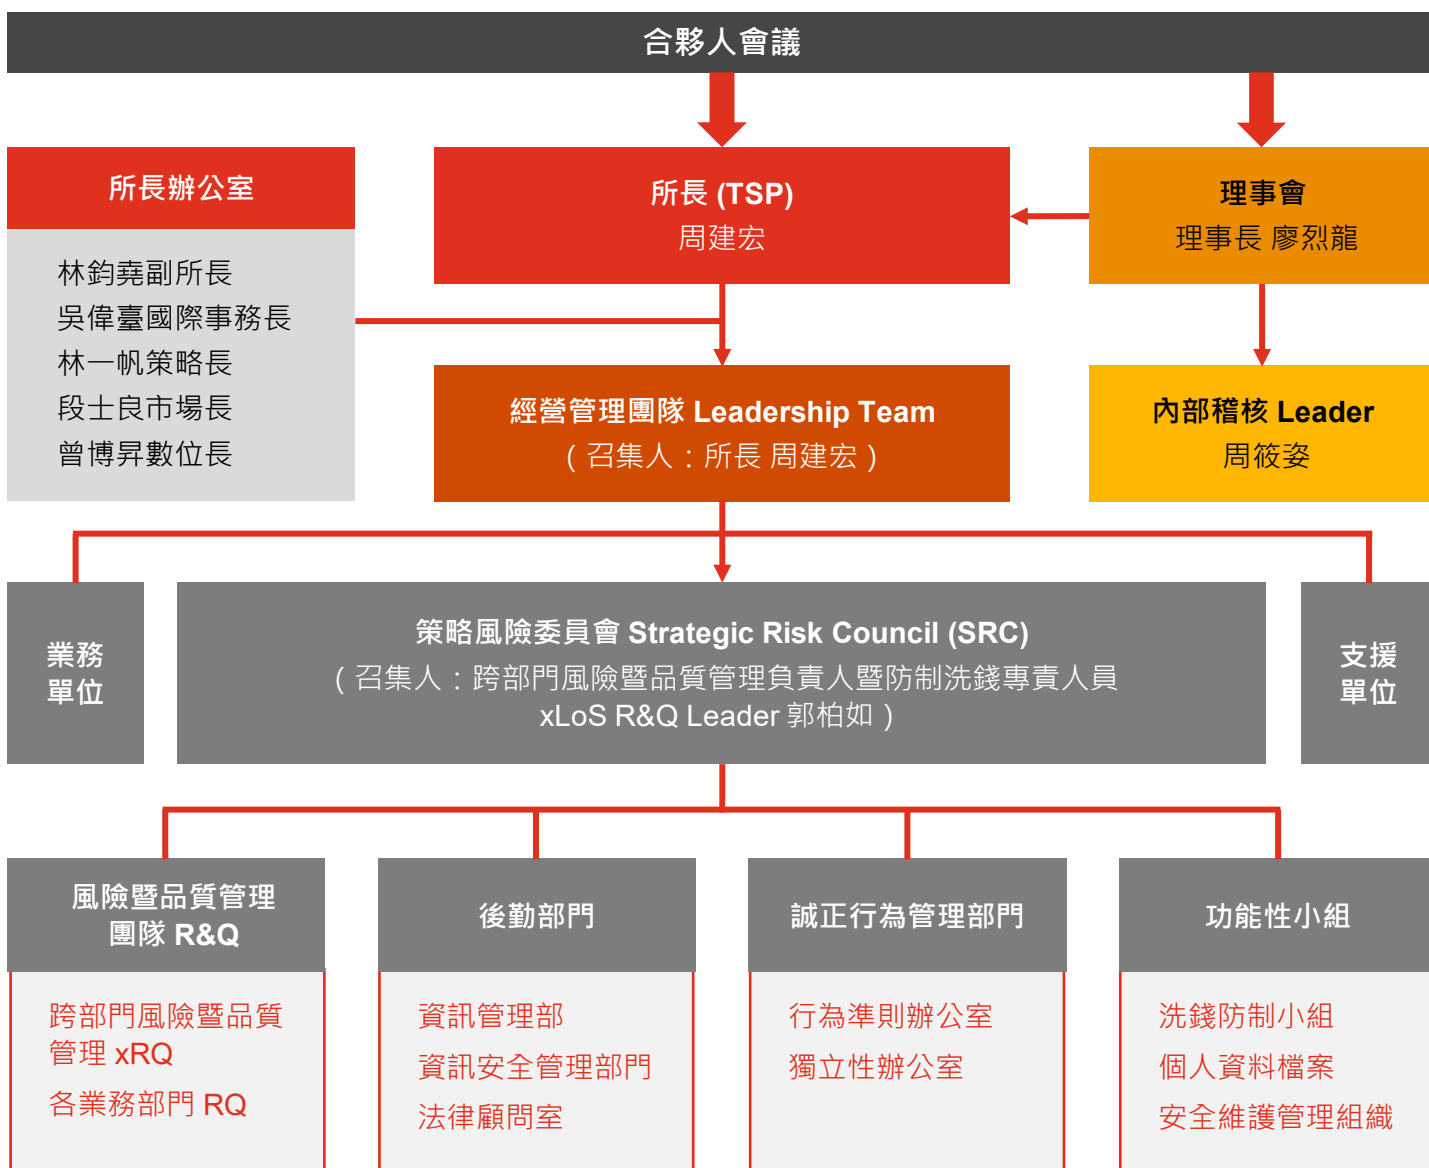 合夥人會議
所長辦公室
林鈞堯副所長
吳偉臺國際事務長
林一帆策略長
段士良市場長
曾博昇數位長
所長 (TSP)
周建宏
理事會
理事長 廖烈龍
經營管理團隊 Leadership Team
（召集人：所長 周建宏）
內部稽核 Leader
周筱姿
業務
單位
策略風險委員會 Strategic Risk Council (SRC)
（召集人：跨部門風險暨品質管理負責人暨防制洗錢專責人員
xLoS R&Q Leader 郭柏如）
支援
單位
風險暨品質管理
團隊 R&Q
跨部門風險暨品質
管理 xRQ
各業務部門 RQ
後勤部門
資訊管理部
資訊安全管理部門
法律顧問室
誠正行為管理部門
行為準則辦公室
獨立性辦公室
功能性小組
洗錢防制小組
個人資料檔案
安全維護管理組織